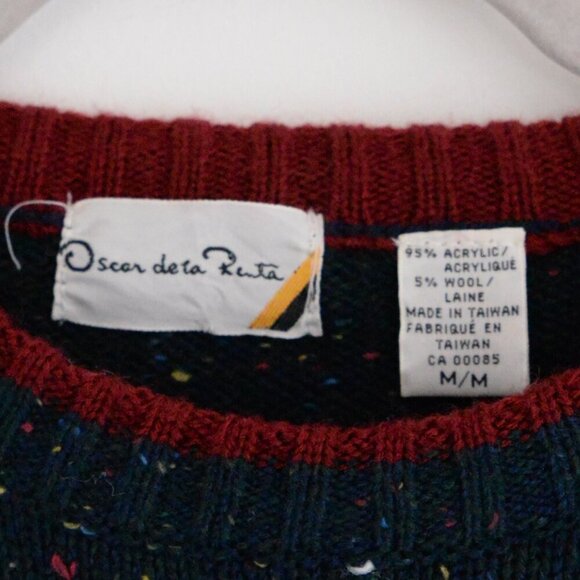 Oscar de la Renta
95% ACRYLIC/
ACRYLIQUE
5% WOOL/
LAINE
MADE IN TAIWAN
FABRIQUÉ EN
TAIWAN
CA 00085
M/M